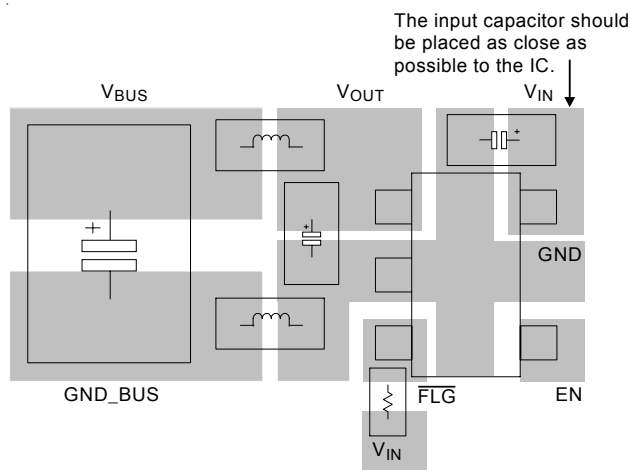 The input capacitor should
be placed as close as
possible to the IC.
VBUS VOUT VIN
+
+
+
GND
GND_BUS FLG EN
VIN